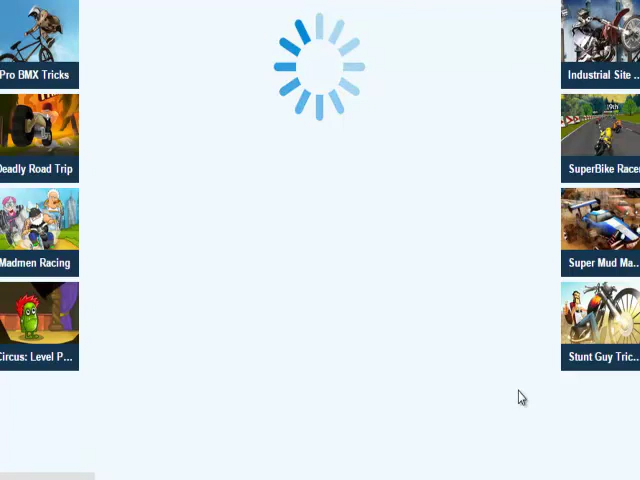 Pro BMX Tricks
Industrial Site ..
19th
Deadly Road Trip
SuperBike Racer
Madmen Racing
Super Mud Ma..
Circus: Level P...
Stunt Guy Tric..